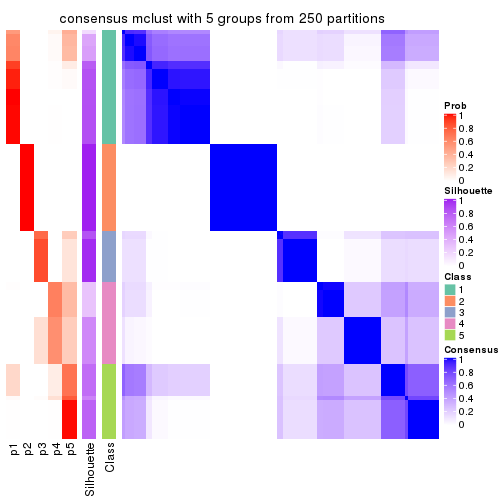 consensus mclust with 5 groups from 250 partitions
Prob
1
0.8
0.6
0.4
0.2
0
Silhouette
1
0.8
0.6
0.4
0.2
0
Class
1
2
3
4
5
Consensus
1
0.8
0.6
0.4
0.2
0
p1
p2
p3
p4
p5
Silhouette
Class